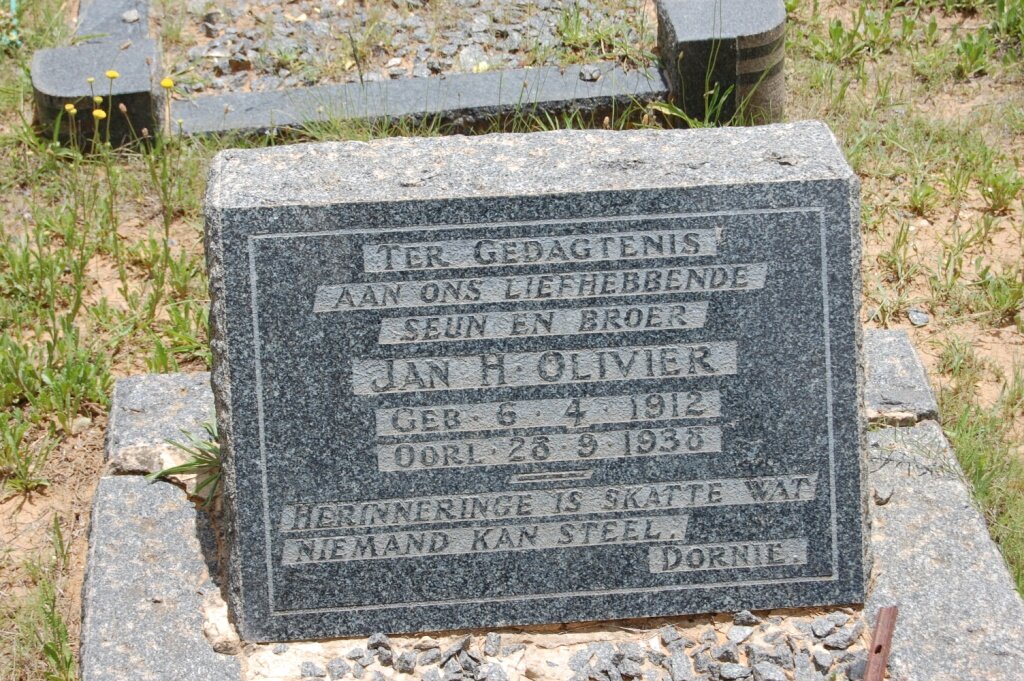 TER GEDAGTENIS
AAN ONS LIEFHEBBENDE
SEUN EN BROER
JAN H. OLIVIER
GEB. 6. 4. 1912
OORL. 28. 9. 1938
HERINNERINGE IS SKATTE WAT
NIEMAND KAN STEEL.
DORNIE.